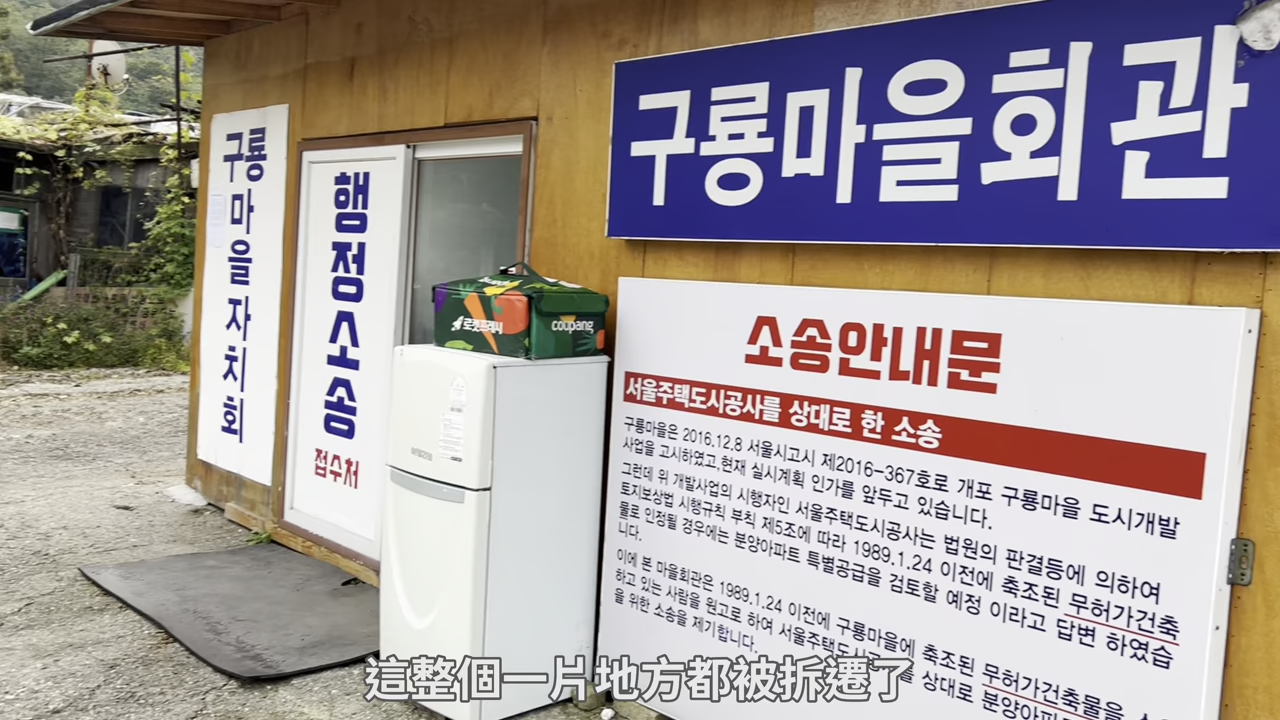 구룡마을회관
구룡마을자치회
행정소송
접수처
로켓프레시
coupang
소송안내문
서울주택도시공사를 상대로 한 소송
구룡마을은 2016.12.8 서울시고시 제2016-367호로 개포 구룡마을 도시개발
사업을 고시하였고,현재 실시계획 인가를 앞두고 있습니다.
그런데 위 개발사업의 시행자인 서울주택도시공사는 법원의 판결등에 의하여
토지보상법 시행규칙 부칙 제5조에 따라 1989.1.24 이전에 축조된 무허가건축
물로 인정될 경우에는 분양아파트 특별공급을 검토할 예정 이라고 답변 하였습
니다.
이에 본 마을회관은 1989.1.24 이전에 구룡마을에 축조된 무허가건축물을
하고 있는 사람을 원고로 하여 서울주택도시공사를 상대로 분양아파
을 위한 소송을 제기합니다.
這整個一片地方都被拆遷了